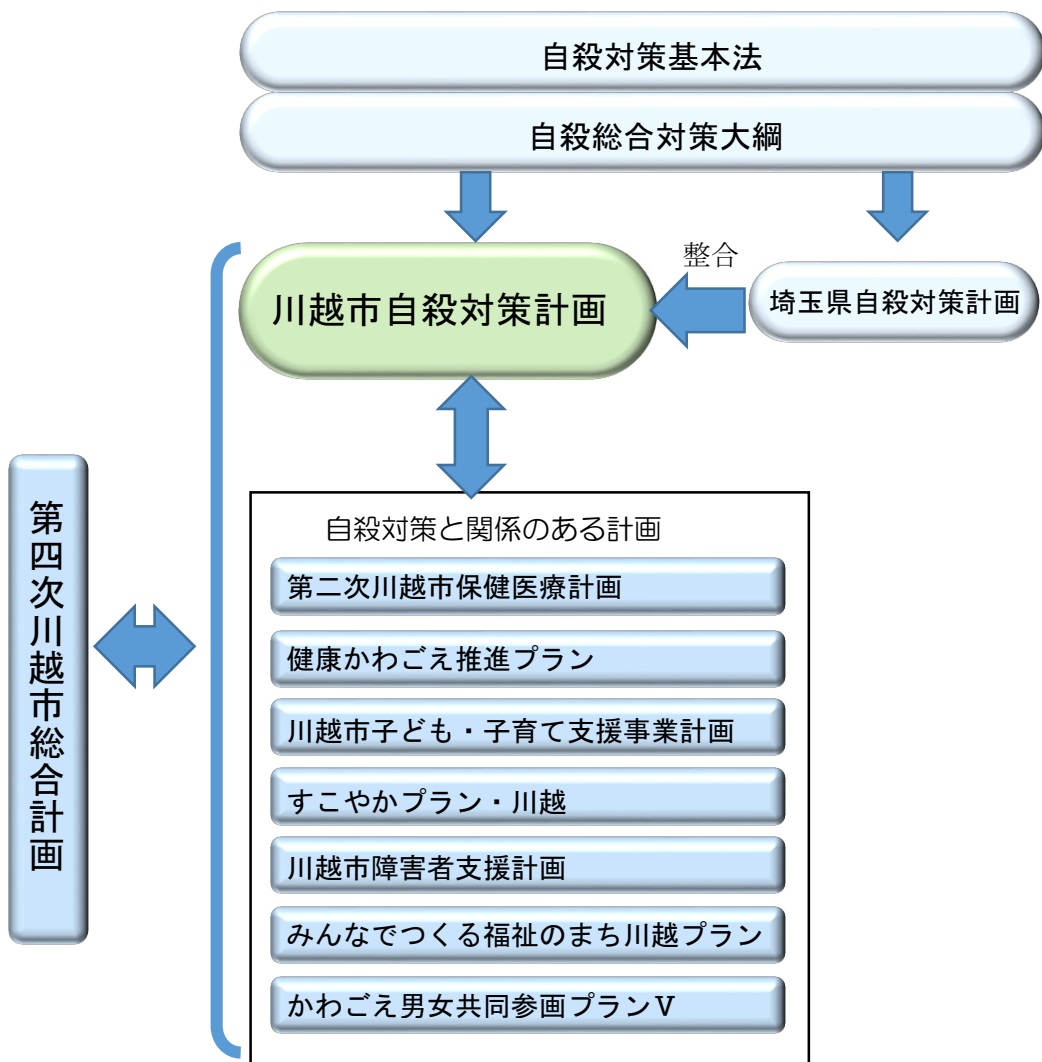 自殺対策基本法
自殺総合対策大綱
川越市自殺対策計画
整合
埼玉県自殺対策計画
第四次川越市総合計画
自殺対策と関係のある計画
第二次川越市保健医療計画
健康かわごえ推進プラン
川越市子ども・子育て支援事業計画
すこやかプラン・川越
川越市障害者支援計画
みんなでつくる福祉のまち川越プラン
かわごえ男女共同参画プランⅤ